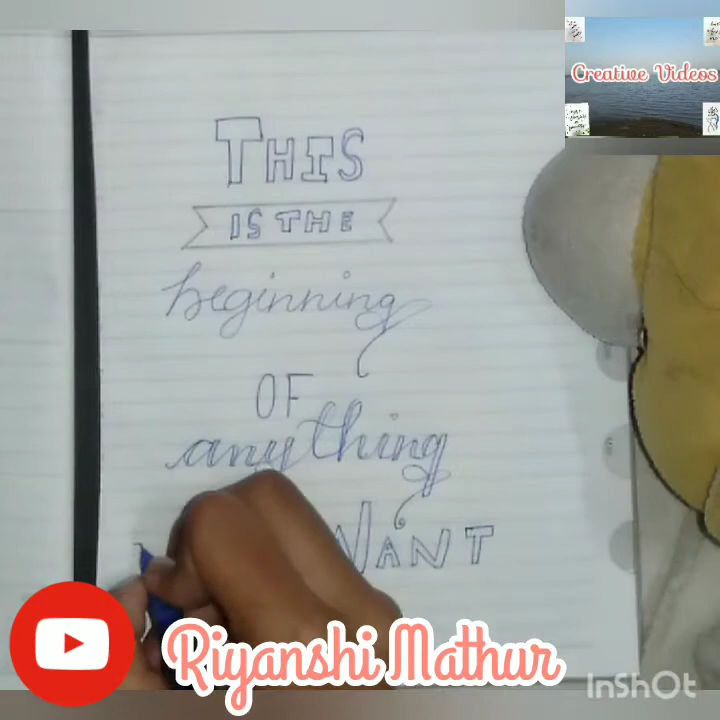 Creative Videos
THIS
IS THE
beginning
OF
anything
WANT
Riyanshi Mathur
InShOt